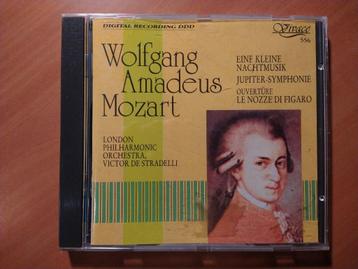 DIGITAL RECORDING DDD
Vivace
556
Wolfgang
Amadeus
Mozart
EINE KLEINE
NACHTMUSIK
JUPITER-SYMPHONIE
OUVERTÜRE
LE NOZZE DI FIGARO
LONDON
PHILHARMONIC
ORCHESTRA,
VICTOR DE STRADELLI